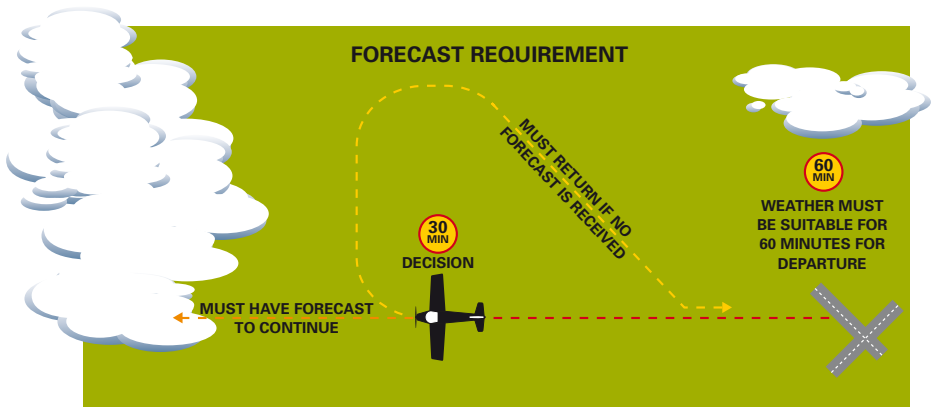 FORECAST REQUIREMENT
MUST RETURN IF NO
FORECAST IS RECEIVED
60
MIN
WEATHER MUST
BE SUITABLE FOR
60 MINUTES FOR
DEPARTURE
30
MIN
DECISION
MUST HAVE FORECAST
TO CONTINUE